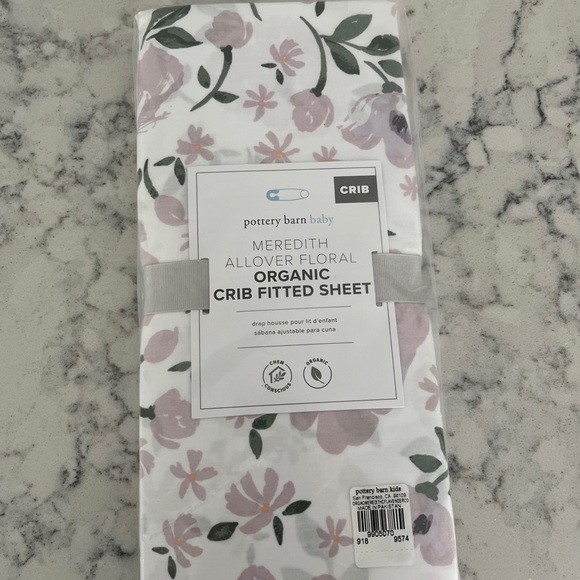 CRIB
pottery barn baby
MEREDITH
ALLOVER FLORAL
ORGANIC
CRIB FITTED SHEET
drap housse pour lit d'enfant
sábana ajustable para cuna
CHEM
CONSCIOUS
ORGANIC
pottery barn kids
San Francisco, CA. 94109
MADE IN PAKISTAN
9905070
918 9574